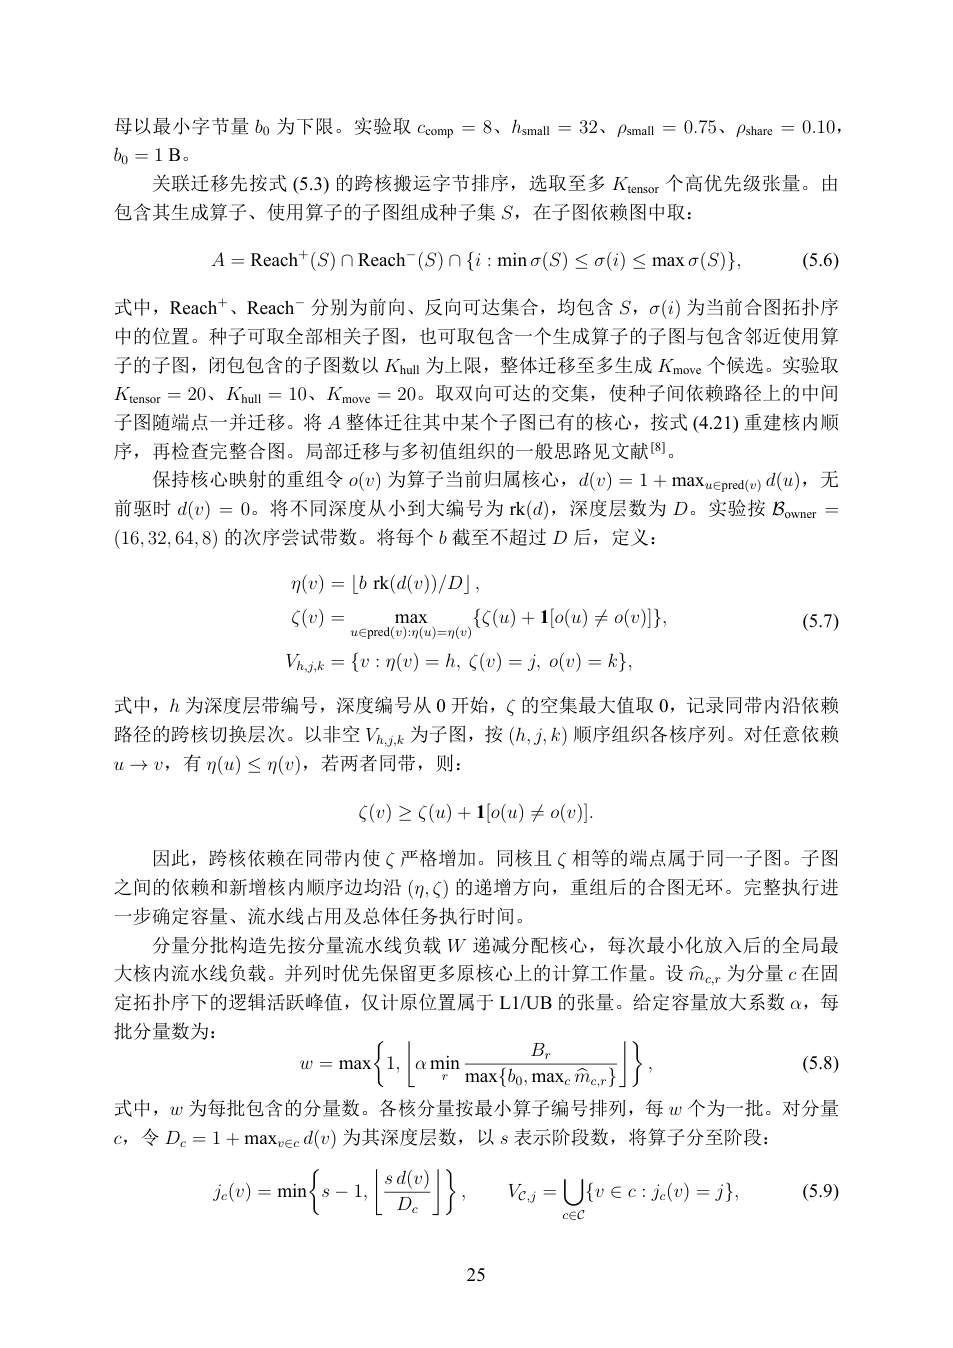 母以最小字节量 b₀ 为下限。实验取 c_comp = 8、h_small = 32、ρ_small = 0.75、ρ_share = 0.10，
b₀ = 1 B。
关联迁移先按式 (5.3) 的跨核搬运字节排序，选取至多 K_tensor 个高优先级张量。由
包含其生成算子、使用算子的子图组成种子集 S，在子图依赖图中取：
A = Reach⁺(S) ∩ Reach⁻(S) ∩ {i : min σ(S) ≤ σ(i) ≤ max σ(S)}, (5.6)
式中，Reach⁺、Reach⁻ 分别为前向、反向可达集合，均包含 S，σ(i) 为当前合图拓扑序
中的位置。种子可取全部相关子图，也可取包含一个生成算子的子图与包含邻近使用算
子的子图，闭包包含的子图数以 K_hull 为上限，整体迁移至多生成 K_move 个候选。实验取
K_tensor = 20、K_hull = 10、K_move = 20。取双向可达的交集，使种子间依赖路径上的中间
子图随端点一并迁移。将 A 整体迁往其中某个子图已有的核心，按式 (4.21) 重建核内顺
序，再检查完整合图。局部迁移与多初值组织的一般思路见文献[8]。
保持核心映射的重组令 o(v) 为算子当前归属核心，d(v) = 1 + max_{u∈pred(v)} d(u)，无
前驱时 d(v) = 0。将不同深度从小到大编号为 rk(d)，深度层数为 D。实验按 ℬ_owner =
(16, 32, 64, 8) 的次序尝试带数。将每个 b 截至不超过 D 后，定义：
η(v) = ⌊b rk(d(v))/D⌋,
ζ(v) = max_{u∈pred(v):η(u)=η(v)} {ζ(u) + 1[o(u) ≠ o(v)]}, (5.7)
V_{h,j,k} = {v : η(v) = h, ζ(v) = j, o(v) = k},
式中，h 为深度层带编号，深度编号从 0 开始，ζ 的空集最大值取 0，记录同带内沿依赖
路径的跨核切换层次。以非空 V_{h,j,k} 为子图，按 (h, j, k) 顺序组织各核序列。对任意依赖
u → v，有 η(u) ≤ η(v)，若两者同带，则：
ζ(v) ≥ ζ(u) + 1[o(u) ≠ o(v)].
因此，跨核依赖在同带内使 ζ 严格增加。同核且 ζ 相等的端点属于同一子图。子图
之间的依赖和新增核内顺序边均沿 (η, ζ) 的递增方向，重组后的合图无环。完整执行进
一步确定容量、流水线占用及总体任务执行时间。
分量分批构造先按分量流水线负载 W 递减分配核心，每次最小化放入后的全局最
大核内流水线负载。并列时优先保留更多原核心上的计算工作量。设 m̂_{c,r} 为分量 c 在固
定拓扑序下的逻辑活跃峰值，仅计原位置属于 L1/UB 的张量。给定容量放大系数 α，每
批分量数为：
w = max{1, ⌊α min_r B_r / max{b₀, max_c m̂_{c,r}}⌋}, (5.8)
式中，w 为每批包含的分量数。各核分量按最小算子编号排列，每 w 个为一批。对分量
c，令 D_c = 1 + max_{v∈c} d(v) 为其深度层数，以 s 表示阶段数，将算子分至阶段：
j_c(v) = min{s − 1, ⌊s d(v) / D_c⌋}, V_{𝒞,j} = ⋃_{c∈𝒞} {v ∈ c : j_c(v) = j}, (5.9)
25